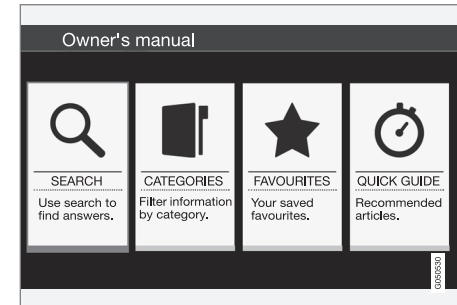 Owner's manual
SEARCH
Use search to
find answers.
CATEGORIES
Filter information
by category.
FAVOURITES
Your saved
favourites.
QUICK GUIDE
Recommended
articles.
G050530